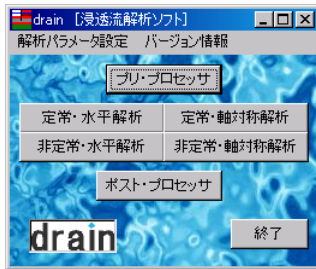 drain [浸透流解析ソフト]
解析パラメータ設定 バージョン情報
プリ・プロセッサ
定常・水平解析 定常・軸対称解析
非定常・水平解析 非定常・軸対称解析
ポスト・プロセッサ
drain 終了